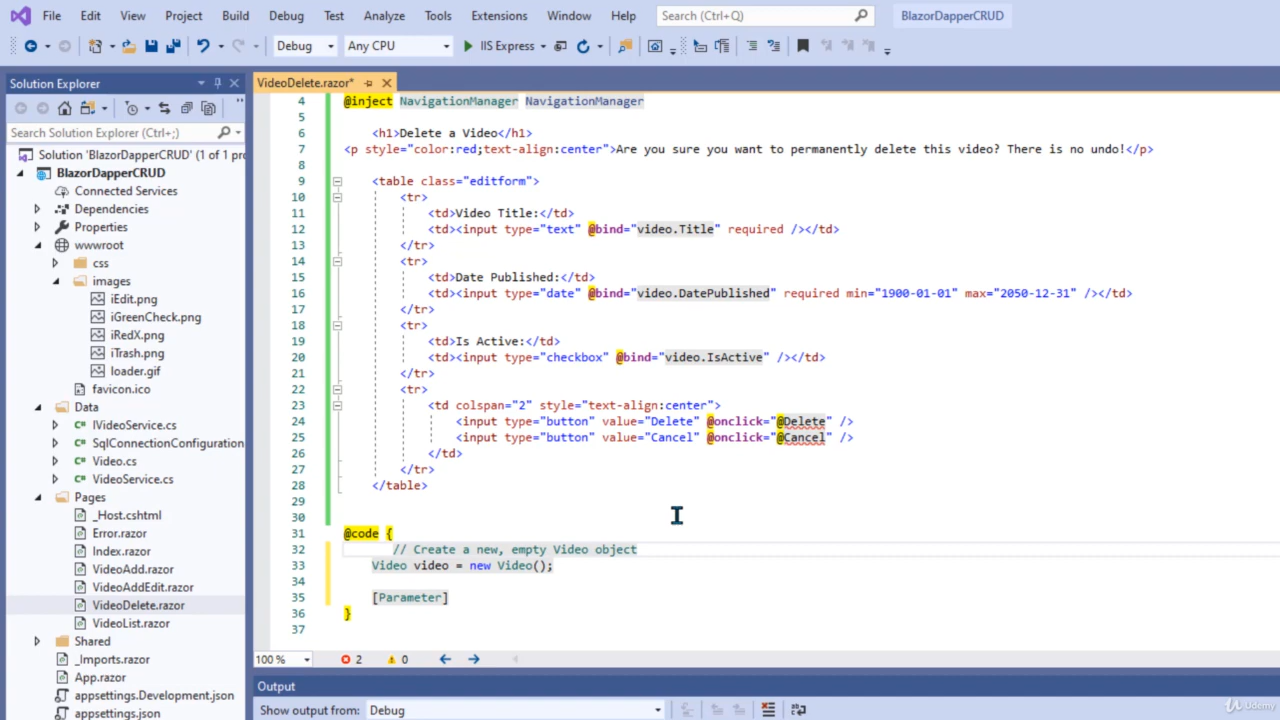 File Edit View Project Build Debug Test Analyze Tools Extensions Window Help Search (Ctrl+Q) BlazorDapperCRUD
Debug Any CPU IIS Express
Solution Explorer
Search Solution Explorer (Ctrl+;)
Solution 'BlazorDapperCRUD' (1 of 1 pro
BlazorDapperCRUD
Connected Services
Dependencies
Properties
wwwroot
css
images
iEdit.png
iGreenCheck.png
iRedX.png
iTrash.png
loader.gif
favicon.ico
Data
IVideoService.cs
SqlConnectionConfiguration
Video.cs
VideoService.cs
Pages
_Host.cshtml
Error.razor
Index.razor
VideoAdd.razor
VideoAddEdit.razor
VideoDelete.razor
VideoList.razor
Shared
_Imports.razor
App.razor
appsettings.Development.json
appsettings.json
VideoDelete.razor*
4 @inject NavigationManager NavigationManager
5
6 <h1>Delete a Video</h1>
7 <p style="color:red;text-align:center">Are you sure you want to permanently delete this video? There is no undo!</p>
8
9 <table class="editform">
10 <tr>
11 <td>Video Title:</td>
12 <td><input type="text" @bind="video.Title" required /></td>
13 </tr>
14 <tr>
15 <td>Date Published:</td>
16 <td><input type="date" @bind="video.DatePublished" required min="1900-01-01" max="2050-12-31" /></td>
17 </tr>
18 <tr>
19 <td>Is Active:</td>
20 <td><input type="checkbox" @bind="video.IsActive" /></td>
21 </tr>
22 <tr>
23 <td colspan="2" style="text-align:center">
24 <input type="button" value="Delete" @onclick="@Delete" />
25 <input type="button" value="Cancel" @onclick="@Cancel" />
26 </td>
27 </tr>
28 </table>
29
30
31 @code {
32 // Create a new, empty Video object
33 Video video = new Video();
34
35 [Parameter]
36 }
37
100 % 2 0
Output
Show output from: Debug
Udemy